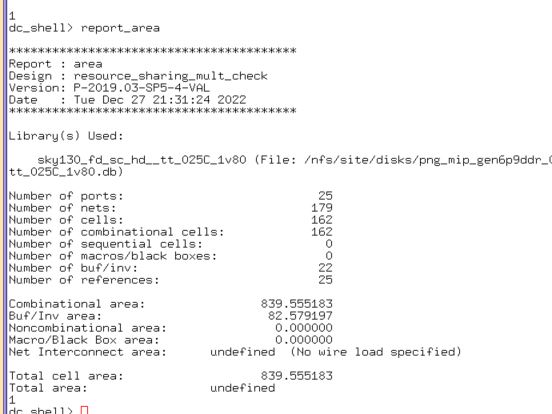 1
dc_shell> report_area

****************************************
Report : area
Design : resource_sharing_mult_check
Version: P-2019.03-SP5-4-VAL
Date   : Tue Dec 27 21:31:24 2022
****************************************

Library(s) Used:

    sky130_fd_sc_hd__tt_025C_1v80 (File: /nfs/site/disks/png_mip_gen6p9ddr_0
tt_025C_1v80.db)

Number of ports:                           25
Number of nets:                           179
Number of cells:                          162
Number of combinational cells:            162
Number of sequential cells:                 0
Number of macros/black boxes:               0
Number of buf/inv:                         22
Number of references:                      25

Combinational area:                839.555183
Buf/Inv area:                       82.579197
Noncombinational area:               0.000000
Macro/Black Box area:                0.000000
Net Interconnect area:      undefined  (No wire load specified)

Total cell area:                   839.555183
Total area:                 undefined
1
dc_shell>